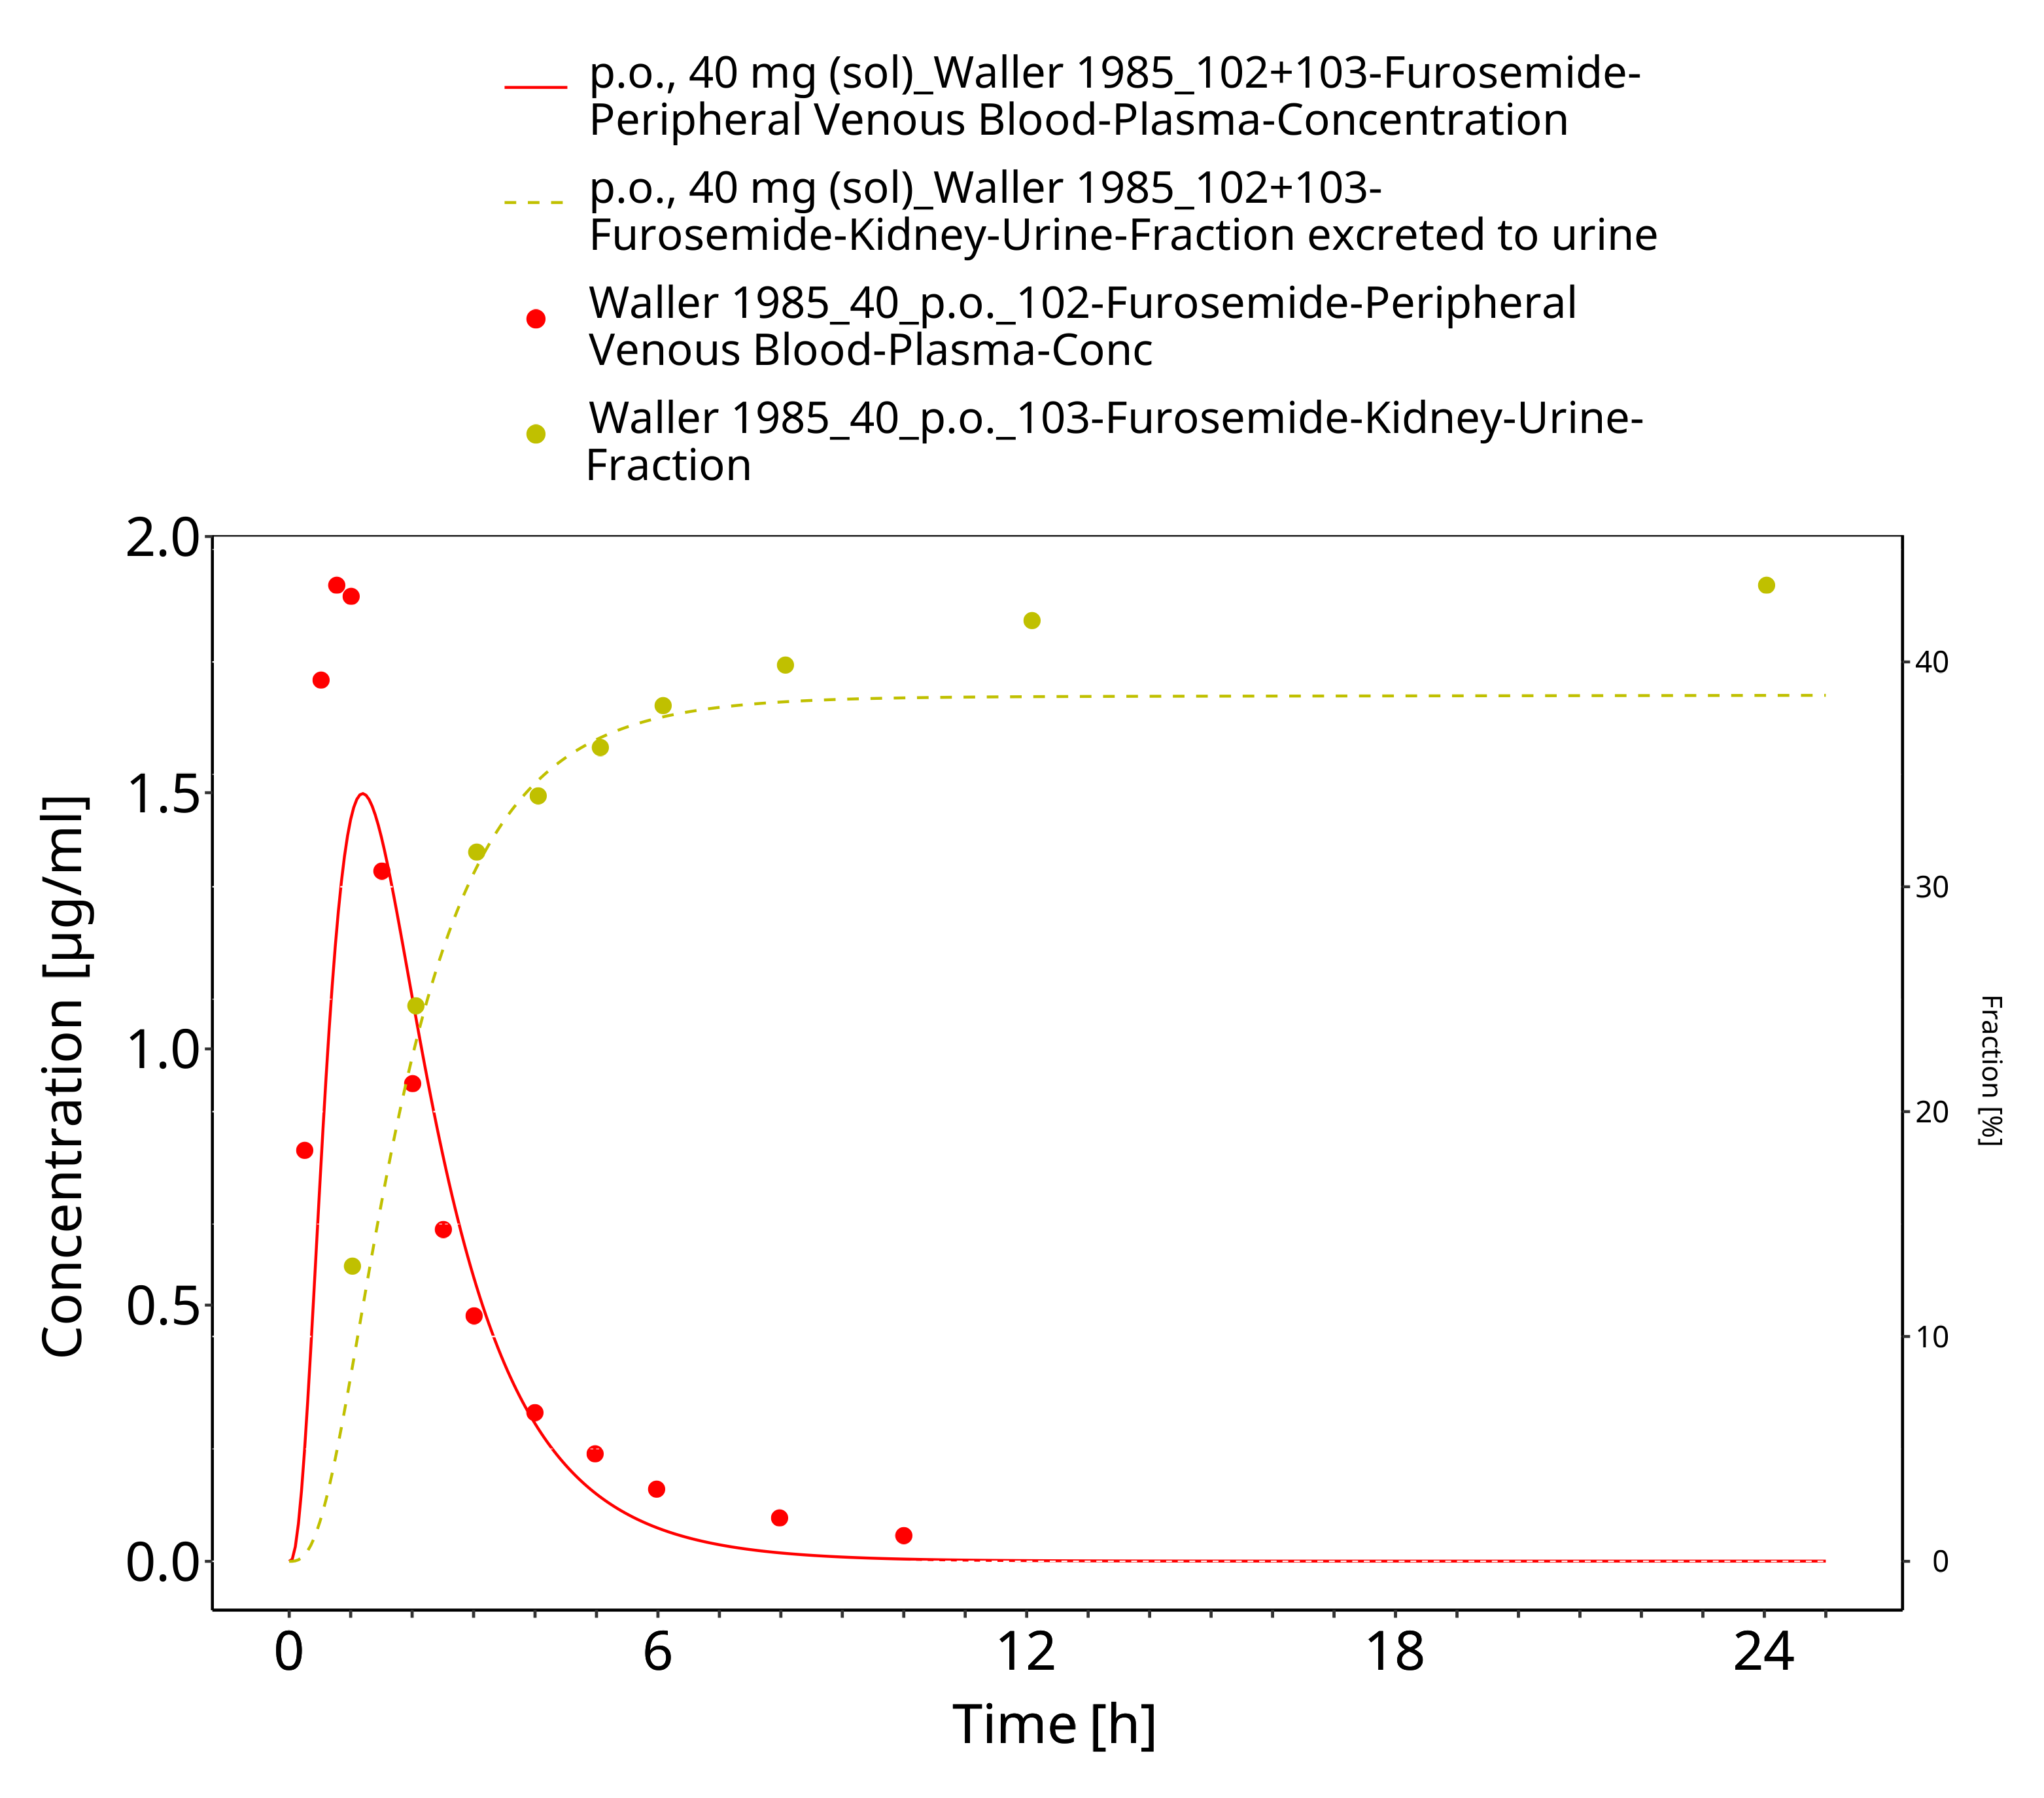 p.o., 40 mg (sol)_Waller 1985_102+103-Furosemide-
Peripheral Venous Blood-Plasma-Concentration
p.o., 40 mg (sol)_Waller 1985_102+103-
Furosemide-Kidney-Urine-Fraction excreted to urine
Waller 1985_40_p.o._102-Furosemide-Peripheral
Venous Blood-Plasma-Conc
Waller 1985_40_p.o._103-Furosemide-Kidney-Urine-
Fraction
2.0
1.5
1.0
0.5
0.0
Concentration [µg/ml]
40
30
20
10
0
Fraction [%]
0 6 12 18 24
Time [h]